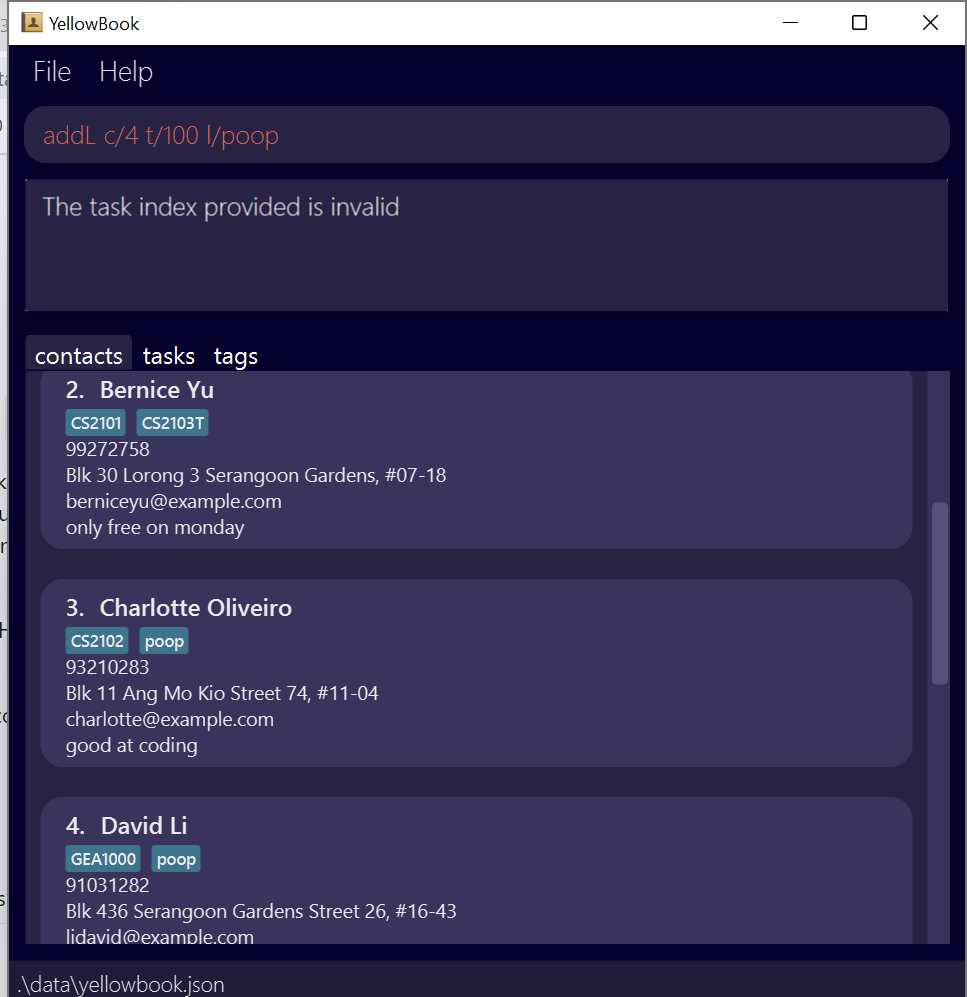 YellowBook
File Help
addL c/4 t/100 l/poop
The task index provided is invalid
contacts tasks tags
2. Bernice Yu
CS2101 CS2103T
99272758
Blk 30 Lorong 3 Serangoon Gardens, #07-18
berniceyu@example.com
only free on monday
3. Charlotte Oliveiro
CS2102 poop
93210283
Blk 11 Ang Mo Kio Street 74, #11-04
charlotte@example.com
good at coding
4. David Li
GEA1000 poop
91031282
Blk 436 Serangoon Gardens Street 26, #16-43
lidavid@example.com
.\data\yellowbook.json